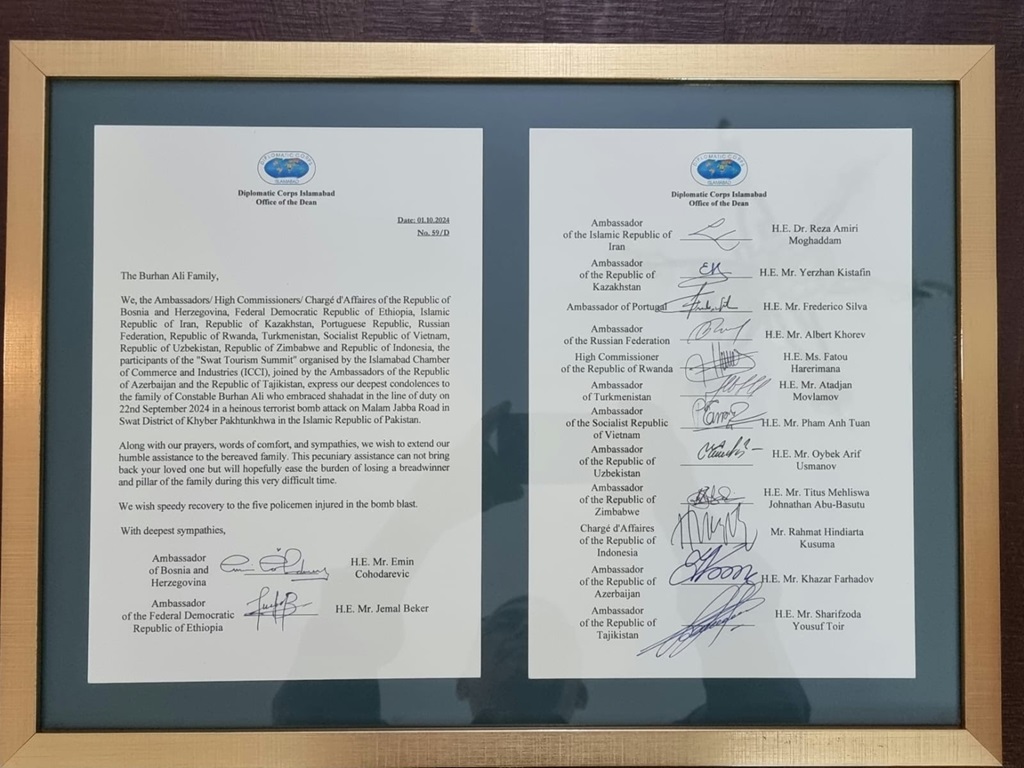 DIPLOMATIC CORPS
ISLAMABAD
Diplomatic Corps Islamabad
Office of the Dean
Date: 01.10.2024
No. 59/D
The Burhan Ali Family,
We, the Ambassadors/ High Commissioners/ Chargé d'Affaires of the Republic of
Bosnia and Herzegovina, Federal Democratic Republic of Ethiopia, Islamic
Republic of Iran, Republic of Kazakhstan, Portuguese Republic, Russian
Federation, Republic of Rwanda, Turkmenistan, Socialist Republic of Vietnam,
Republic of Uzbekistan, Republic of Zimbabwe and Republic of Indonesia, the
participants of the "Swat Tourism Summit" organised by the Islamabad Chamber
of Commerce and Industries (ICCI), joined by the Ambassadors of the Republic
of Azerbaijan and the Republic of Tajikistan, express our deepest condolences to
the family of Constable Burhan Ali who embraced shahadat in the line of duty on
22nd September 2024 in a heinous terrorist bomb attack on Malam Jabba Road in
Swat District of Khyber Pakhtunkhwa in the Islamic Republic of Pakistan.
Along with our prayers, words of comfort, and sympathies, we wish to extend our
humble assistance to the bereaved family. This pecuniary assistance can not bring
back your loved one but will hopefully ease the burden of losing a breadwinner
and pillar of the family during this very difficult time.
We wish speedy recovery to the five policemen injured in the bomb blast.
With deepest sympathies,
Ambassador
of Bosnia and
Herzegovina
H.E. Mr. Emin
Cohodarevic
Ambassador
of the Federal Democratic
Republic of Ethiopia
H.E. Mr. Jemal Beker
DIPLOMATIC CORPS
ISLAMABAD
Diplomatic Corps Islamabad
Office of the Dean
Ambassador
of the Islamic Republic of
Iran
H.E. Dr. Reza Amiri
Moghaddam
Ambassador
of the Republic of
Kazakhstan
H.E. Mr. Yerzhan Kistafin
Ambassador of Portugal
H.E. Mr. Frederico Silva
Ambassador
of the Russian Federation
H.E. Mr. Albert Khorev
High Commissioner
of the Republic of Rwanda
H.E. Ms. Fatou
Harerimana
Ambassador
of Turkmenistan
H.E. Mr. Atadjan
Movlamov
Ambassador
of the Socialist Republic
of Vietnam
H.E. Mr. Pham Anh Tuan
Ambassador
of the Republic of
Uzbekistan
H.E. Mr. Oybek Arif
Usmanov
Ambassador
of the Republic of
Zimbabwe
H.E. Mr. Titus Mehliswa
Johnathan Abu-Basutu
Chargé d'Affaires
of the Republic of
Indonesia
Mr. Rahmat Hindiarta
Kusuma
Ambassador
of the Republic of
Azerbaijan
H.E. Mr. Khazar Farhadov
Ambassador
of the Republic of
Tajikistan
H.E. Mr. Sharifzoda
Yousuf Toir